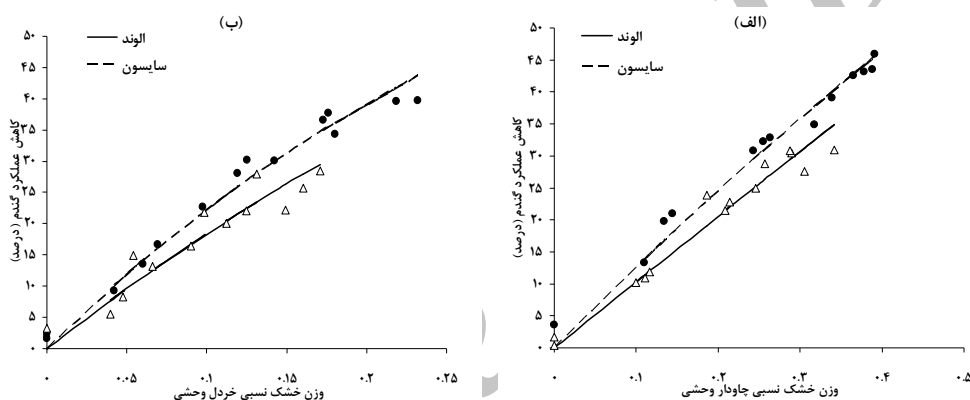 (الف)
الوند
سایسون
کاهش عملکرد گندم (درصد)
۵۰
۴۵
۴۰
۳۵
۳۰
۲۵
۲۰
۱۵
۱۰
۵
۰
۰ ۰.۱ ۰.۲ ۰.۳ ۰.۴ ۰.۵
وزن خشک نسبی چاودار وحشی
(ب)
الوند
سایسون
کاهش عملکرد گندم (درصد)
۵۰
۴۵
۴۰
۳۵
۳۰
۲۵
۲۰
۱۵
۱۰
۵
۰
۰ ۰.۰۵ ۰.۱ ۰.۱۵ ۰.۲ ۰.۲۵
وزن خشک نسبی خردل وحشی